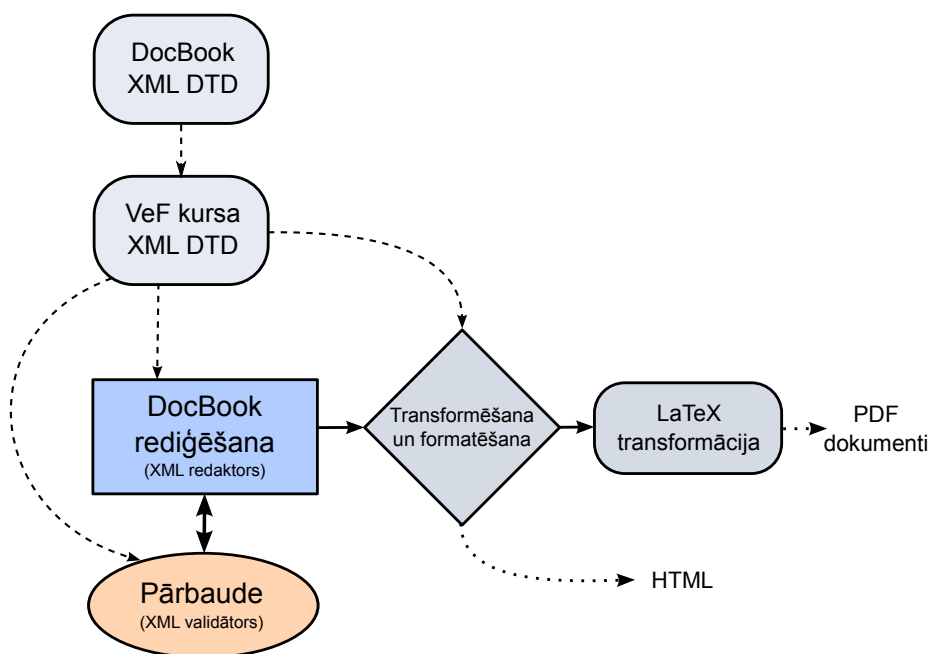 DocBook
XML DTD
VeF kursa
XML DTD
DocBook
rediģēšana
(XML redaktors)
Transformēšana
un formatēšana
LaTeX
transformācija
PDF
dokumenti
HTML
Pārbaude
(XML validātors)